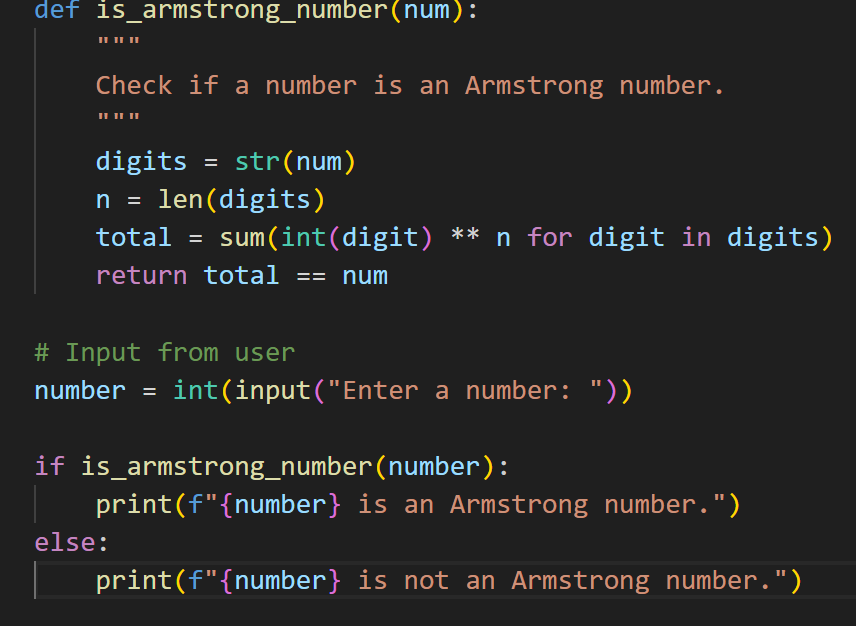 def is_armstrong_number(num):
    """
    Check if a number is an Armstrong number.
    """
    digits = str(num)
    n = len(digits)
    total = sum(int(digit) ** n for digit in digits)
    return total == num

# Input from user
number = int(input("Enter a number: "))

if is_armstrong_number(number):
    print(f"{number} is an Armstrong number.")
else:
    print(f"{number} is not an Armstrong number.")